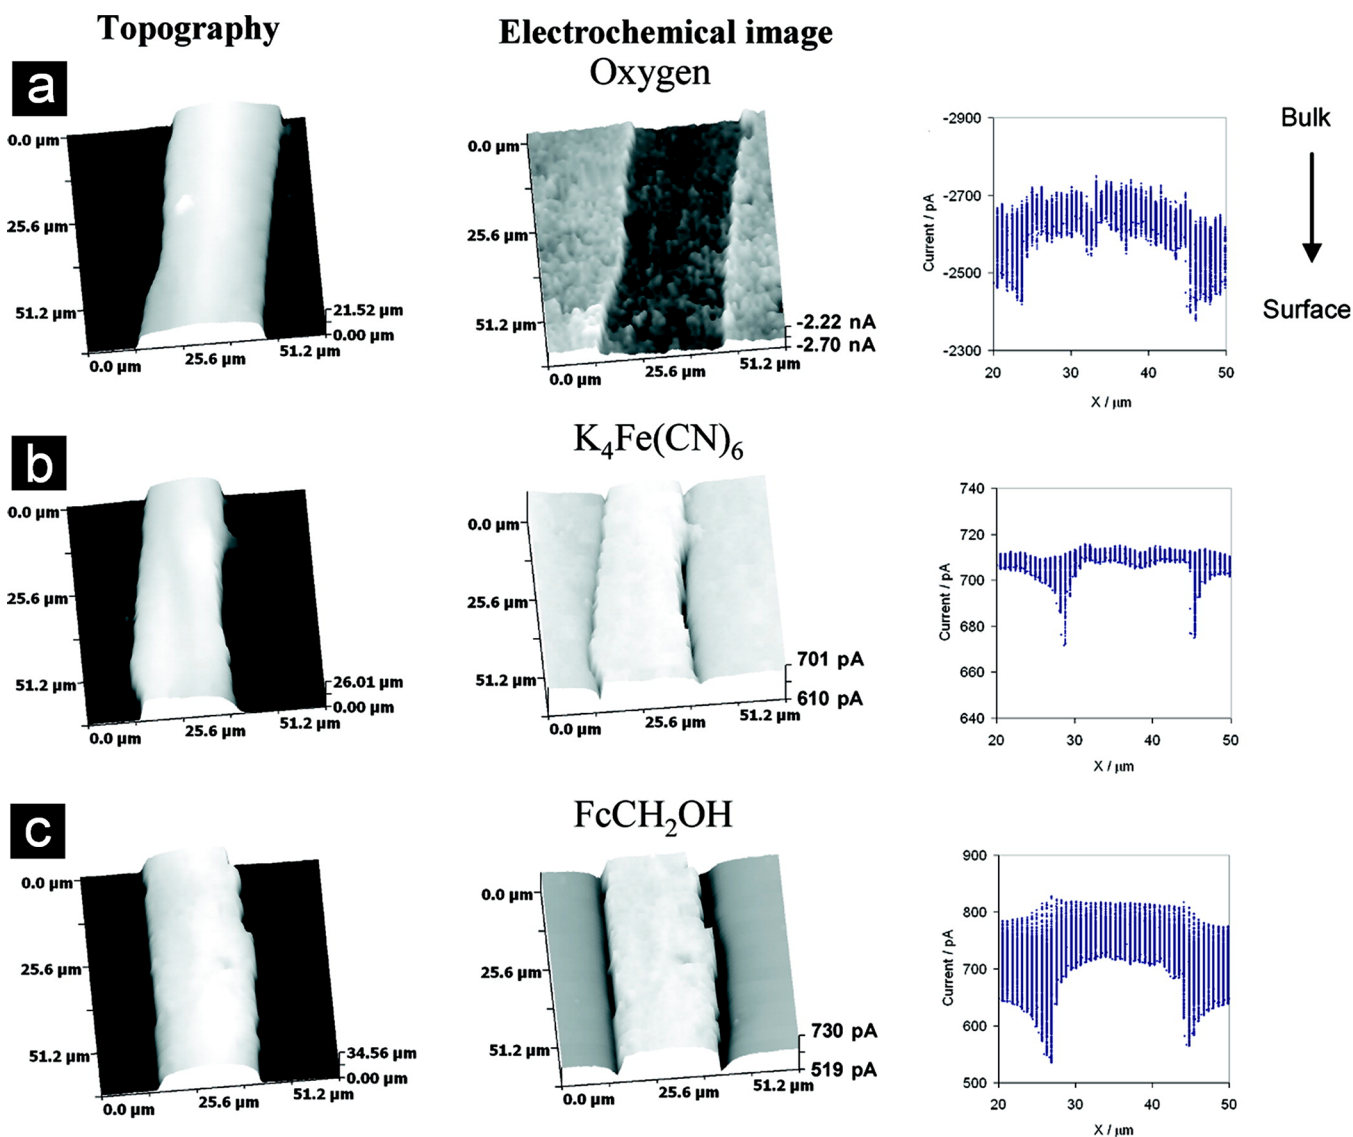 Topography
Electrochemical image
Oxygen
a
0.0 µm
25.6 µm
51.2 µm
0.0 µm
25.6 µm
51.2 µm
21.52 µm
0.00 µm
0.0 µm
25.6 µm
51.2 µm
0.0 µm
25.6 µm
51.2 µm
-2.22 nA
-2.70 nA
-2900
-2700
-2500
-2300
Current / pA
20 30 40 50
X / µm
Bulk
Surface
K₄Fe(CN)₆
b
0.0 µm
25.6 µm
51.2 µm
0.0 µm
25.6 µm
51.2 µm
26.01 µm
0.00 µm
0.0 µm
25.6 µm
51.2 µm
0.0 µm
25.6 µm
51.2 µm
701 pA
610 pA
740
720
700
680
660
640
Current / pA
20 30 40 50
X / µm
FcCH₂OH
c
0.0 µm
25.6 µm
51.2 µm
0.0 µm
25.6 µm
51.2 µm
34.56 µm
0.00 µm
0.0 µm
25.6 µm
51.2 µm
0.0 µm
25.6 µm
51.2 µm
730 pA
519 pA
900
800
700
600
500
Current / pA
20 30 40 50
X / µm